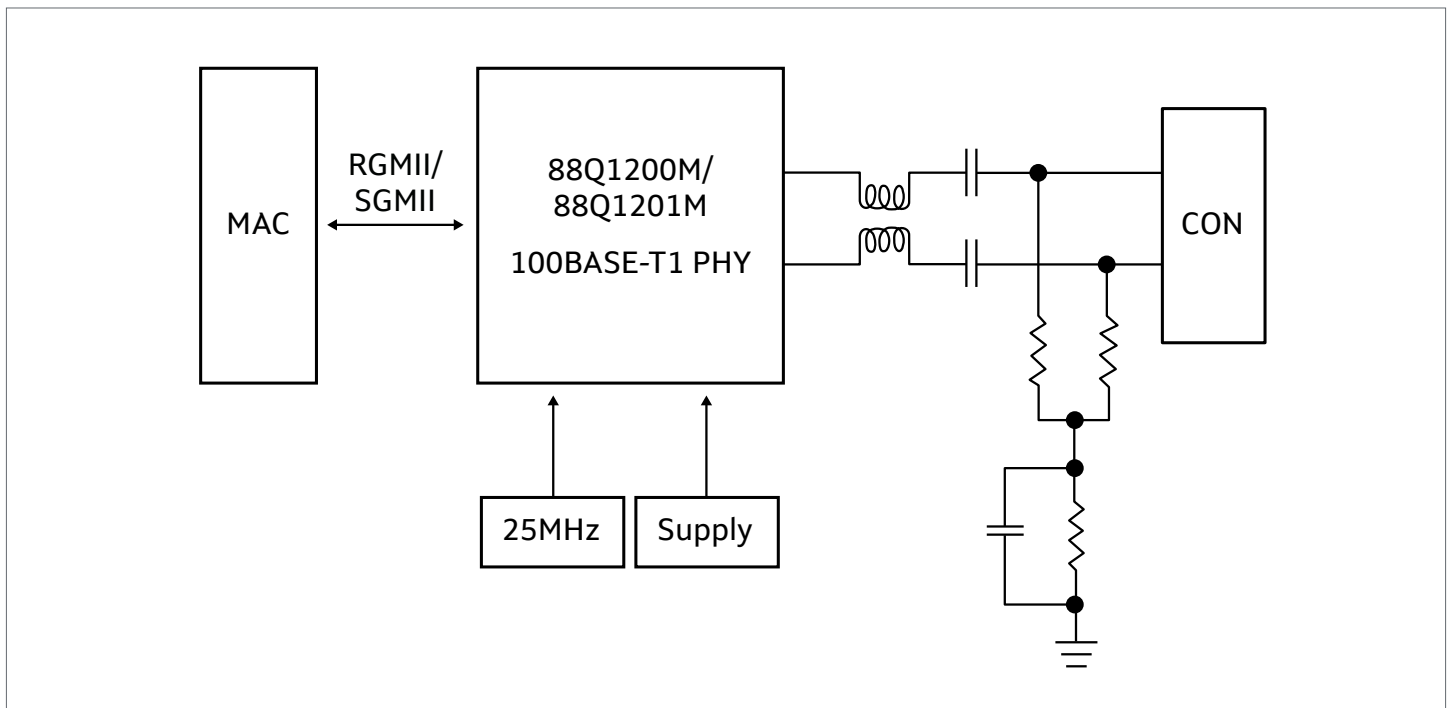 MAC
RGMII/
SGMII
88Q1200M/
88Q1201M
100BASE-T1 PHY
CON
25MHz
Supply